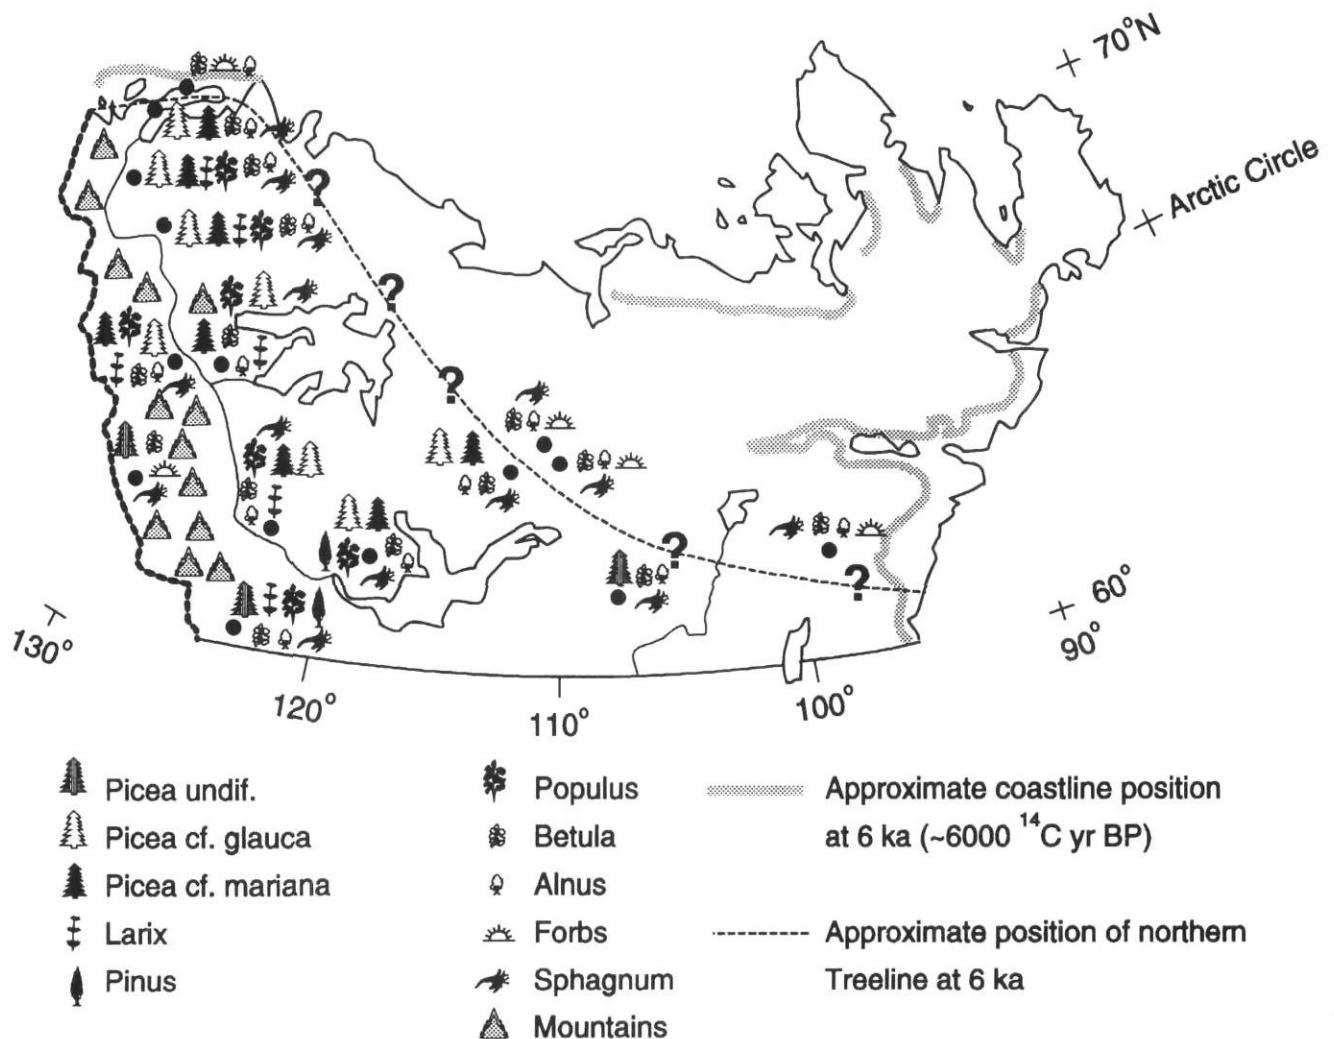 70°N
Arctic Circle
?
?
?
?
?
60°
130°
90°
120°
110°
100°
Picea undif.
Populus
Approximate coastline position
Picea cf. glauca
Betula
at 6 ka (~6000 ¹⁴C yr BP)
Picea cf. mariana
Alnus
Larix
Forbs
Approximate position of northern
Pinus
Sphagnum
Treeline at 6 ka
Mountains